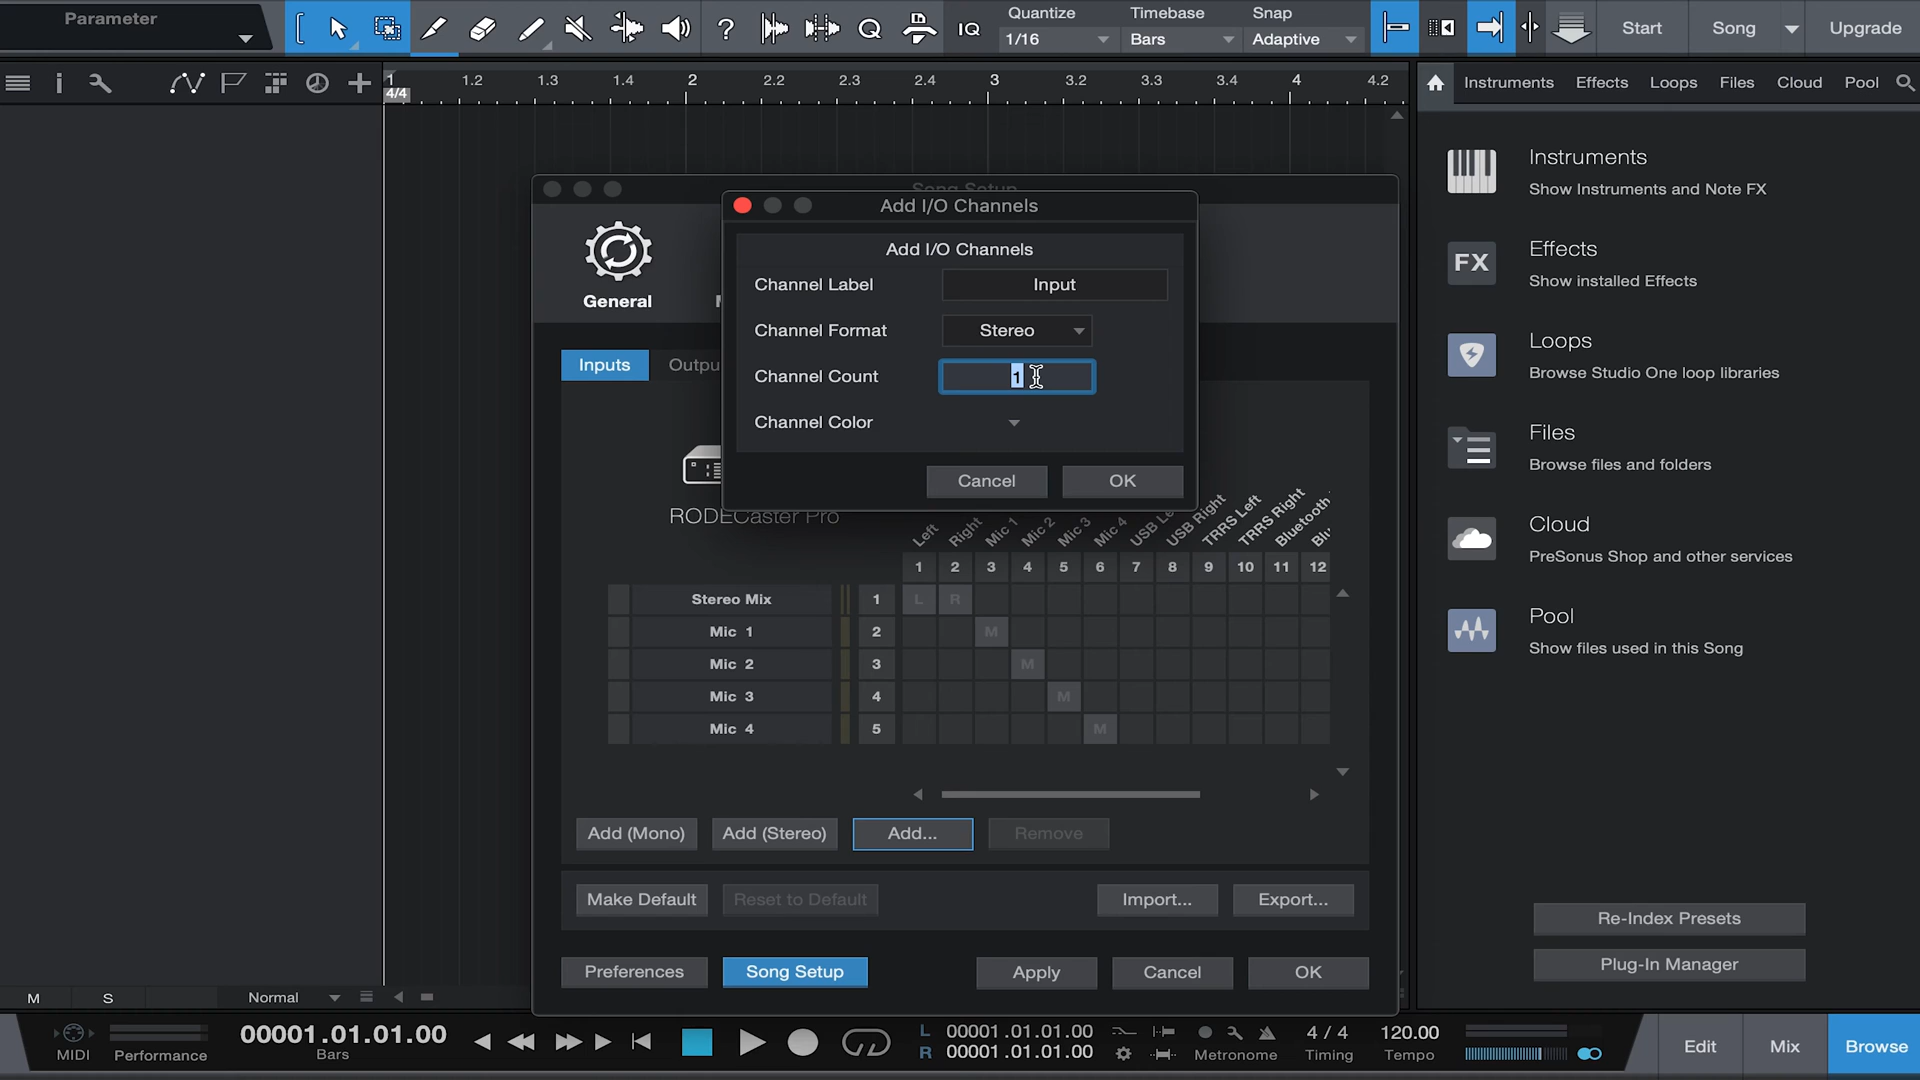 Parameter
IQ
Quantize
1/16
Timebase
Bars
Snap
Adaptive
Start
Song
Upgrade
1
4/4
1.2
1.3
1.4
2
2.2
2.3
2.4
3
3.2
3.3
3.4
4
4.2
Instruments
Effects
Loops
Files
Cloud
Pool
Song Setup
Add I/O Channels
Add I/O Channels
Channel Label
Input
Channel Format
Stereo
Channel Count
1
Channel Color
Cancel
OK
General
Inputs
RODECaster Pro
Left
Right
Mic 1
Mic 2
Mic 3
Mic 4
USB Right
TRRS Left
TRRS Right
Bluetooth
1 2 3 4 5 6 7 8 9 10 11 12
Stereo Mix 1 L R
Mic 1 2 M
Mic 2 3 M
Mic 3 4 M
Mic 4 5 M
Add (Mono)
Add (Stereo)
Add...
Remove
Make Default
Reset to Default
Import...
Export...
Preferences
Song Setup
Apply
Cancel
OK
Instruments
Show Instruments and Note FX
FX
Effects
Show installed Effects
Loops
Browse Studio One loop libraries
Files
Browse files and folders
Cloud
PreSonus Shop and other services
Pool
Show files used in this Song
Re-Index Presets
Plug-In Manager
M
S
Normal
MIDI
Performance
00001.01.01.00
Bars
L 00001.01.01.00
R 00001.01.01.00
Metronome
4 / 4
Timing
120.00
Tempo
Edit
Mix
Browse